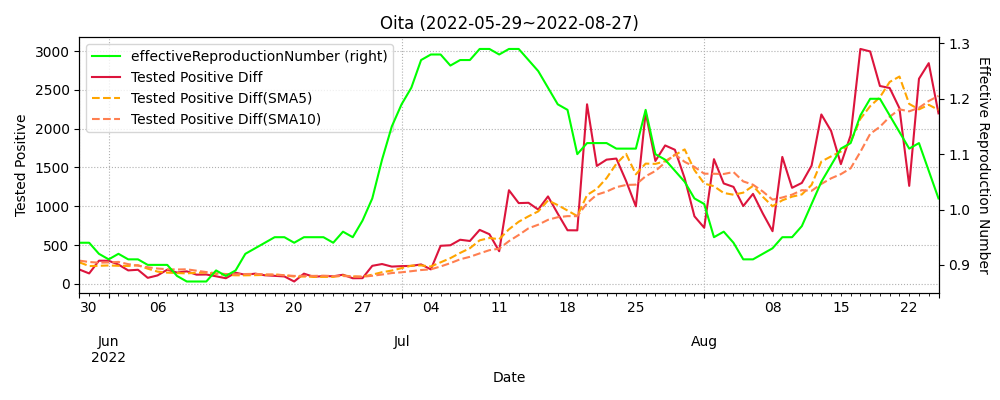 Oita (2022-05-29~2022-08-27)
effectiveReproductionNumber (right)
Tested Positive Diff
Tested Positive Diff(SMA5)
Tested Positive Diff(SMA10)
Tested Positive
3000
2500
2000
1500
1000
500
0
1.3
1.2
1.1
1.0
0.9
Effective Reproduction Number
30 06 13 20 27 04 11 18 25 08 15 22
Jun Jul Aug
2022
Date